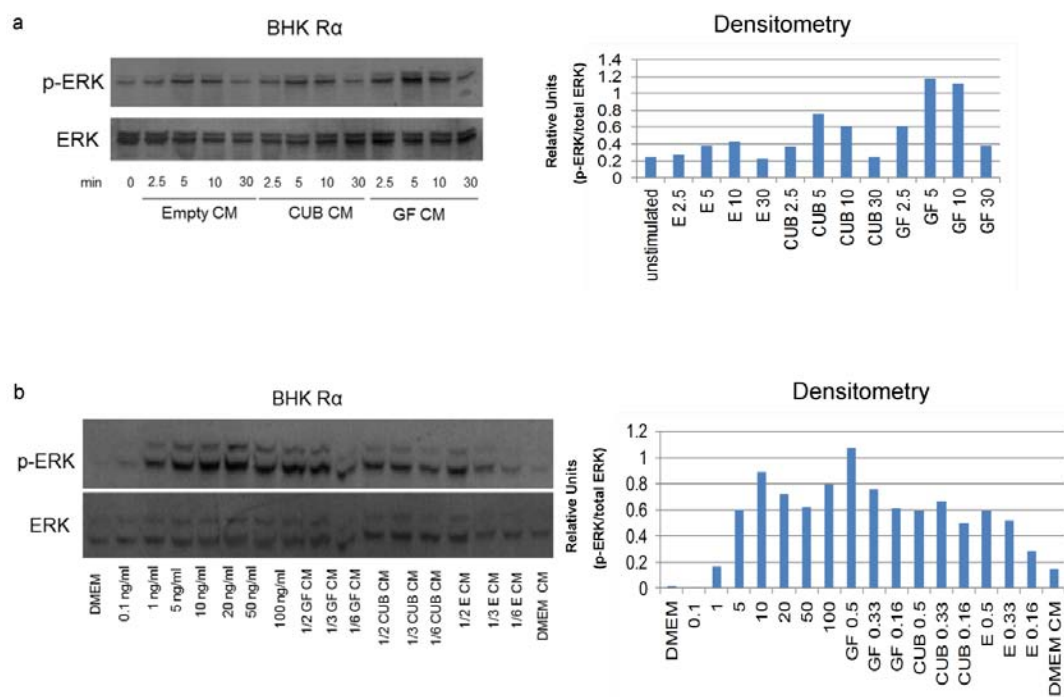 a
BHK Rα
p-ERK
ERK
min 0 2.5 5 10 30 2.5 5 10 30 2.5 5 10 30
Empty CM CUB CM GF CM
Densitometry
Relative Units
(p-ERK/total ERK)
1.4
1.2
1
0.8
0.6
0.4
0.2
0
unstimulated
E 2.5
E 5
E 10
E 30
CUB 2.5
CUB 5
CUB 10
CUB 30
GF 2.5
GF 5
GF 10
GF 30
b
BHK Rα
p-ERK
ERK
DMEM
0.1 ng/ml
1 ng/ml
5 ng/ml
10 ng/ml
20 ng/ml
50 ng/ml
100 ng/ml
1/2 GF CM
1/3 GF CM
1/6 GF CM
1/2 CUB CM
1/3 CUB CM
1/6 CUB CM
1/2 E CM
1/3 E CM
1/6 E CM
DMEM CM
Densitometry
Relative Units
(p-ERK/total ERK)
1.2
1
0.8
0.6
0.4
0.2
0
DMEM
0.1
1
5
10
20
50
100
GF 0.5
GF 0.33
GF 0.16
CUB 0.5
CUB 0.33
CUB 0.16
E 0.5
E 0.33
E 0.16
DMEM CM